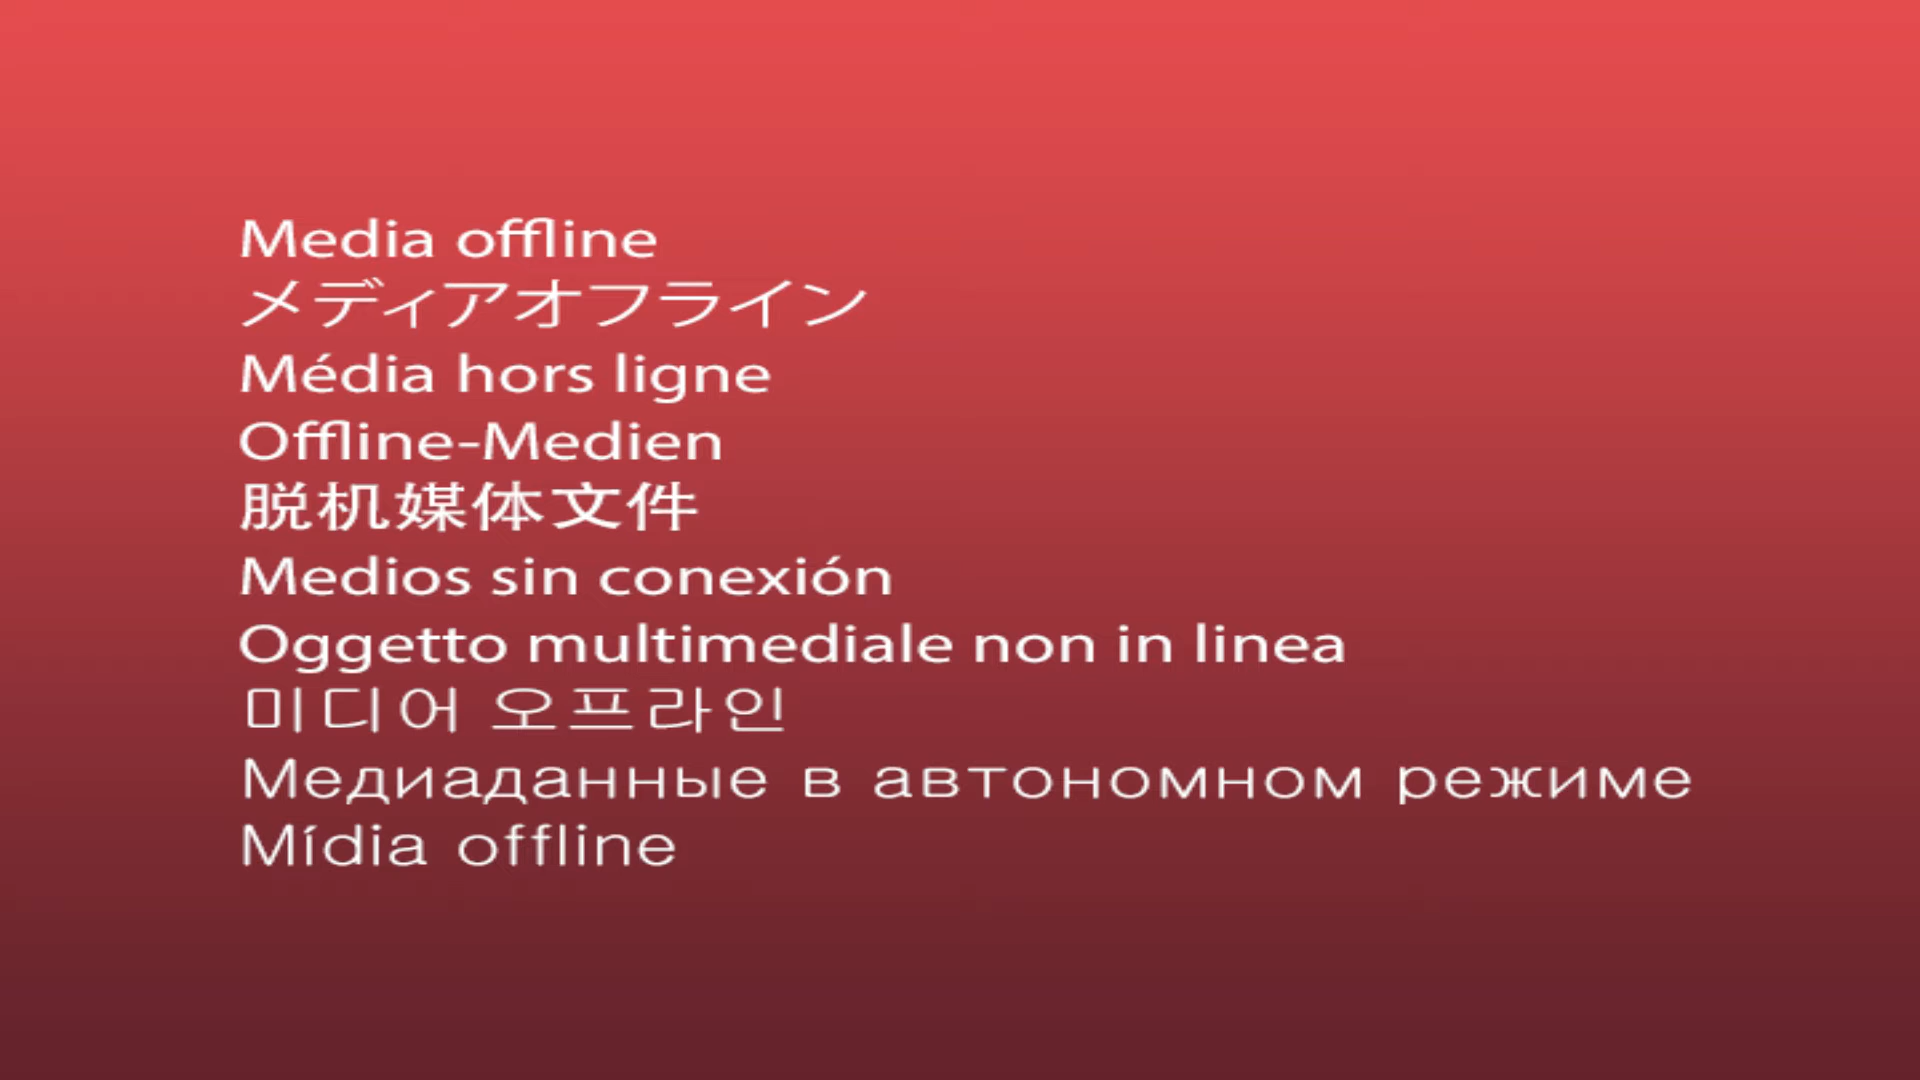 Media offline
メディアオフライン
Média hors ligne
Offline-Medien
脱机媒体文件
Medios sin conexión
Oggetto multimediale non in linea
미디어 오프라인
Медиаданные в автономном режиме
Mídia offline